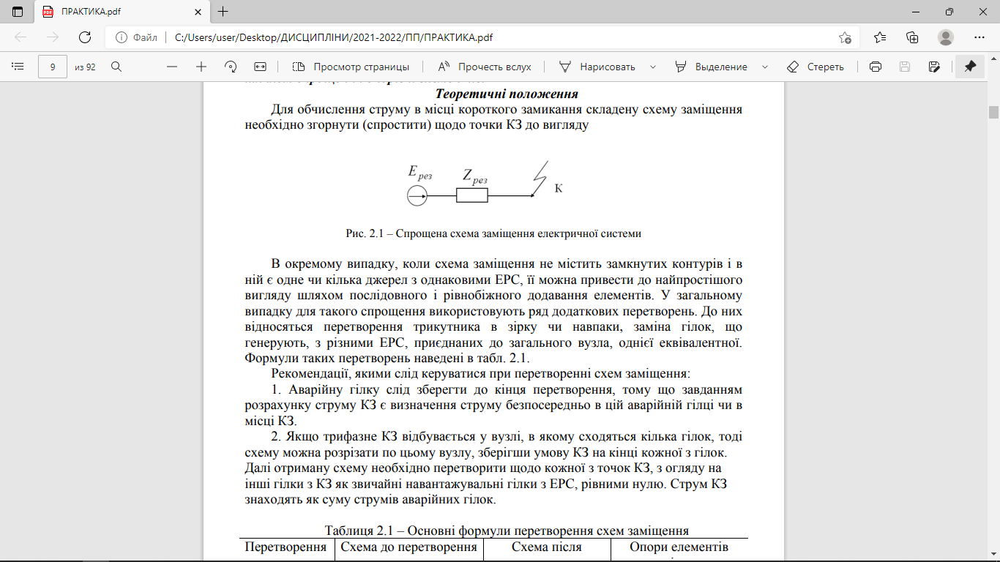 ПРАКТИКА.pdf
Файл
C:/Users/user/Desktop/ДИСЦИПЛІНИ/2021-2022/ПП/ПРАКТИКА.pdf
9 из 92 Просмотр страницы Прочесть вслух Нарисовать Выделение Стереть
Теоретичні положення
Для обчислення струму в місці короткого замикання складену схему заміщення
необхідно згорнути (спростити) щодо точки КЗ до вигляду
E рез Z рез К
Рис. 2.1 – Спрощена схема заміщення електричної системи
В окремому випадку, коли схема заміщення не містить замкнутих контурів і в
ній є одне чи кілька джерел з однаковими ЕРС, її можна привести до найпростішого
вигляду шляхом послідовного і рівнобіжного додавання елементів. У загальному
випадку для такого спрощення використовують ряд додаткових перетворень. До них
відносяться перетворення трикутника в зірку чи навпаки, заміна гілок, що
генерують, з різними ЕРС, приєднаних до загального вузла, однієї еквівалентної.
Формули таких перетворень наведені в табл. 2.1.
Рекомендації, якими слід керуватися при перетворенні схем заміщення:
1. Аварійну гілку слід зберегти до кінця перетворення, тому що завданням
розрахунку струму КЗ є визначення струму безпосередньо в цій аварійній гілці чи в
місці КЗ.
2. Якщо трифазне КЗ відбувається у вузлі, в якому сходяться кілька гілок, тоді
схему можна розрізати по цьому вузлу, зберігши умову КЗ на кінці кожної з гілок.
Далі отриману схему необхідно перетворити щодо кожної з точок КЗ, з огляду на
інші гілки з КЗ як звичайні навантажувальні гілки з ЕРС, рівними нулю. Струм КЗ
знаходять як суму струмів аварійних гілок.
Таблиця 2.1 – Основні формули перетворення схем заміщення
Перетворення Схема до перетворення Схема після Опори елементів